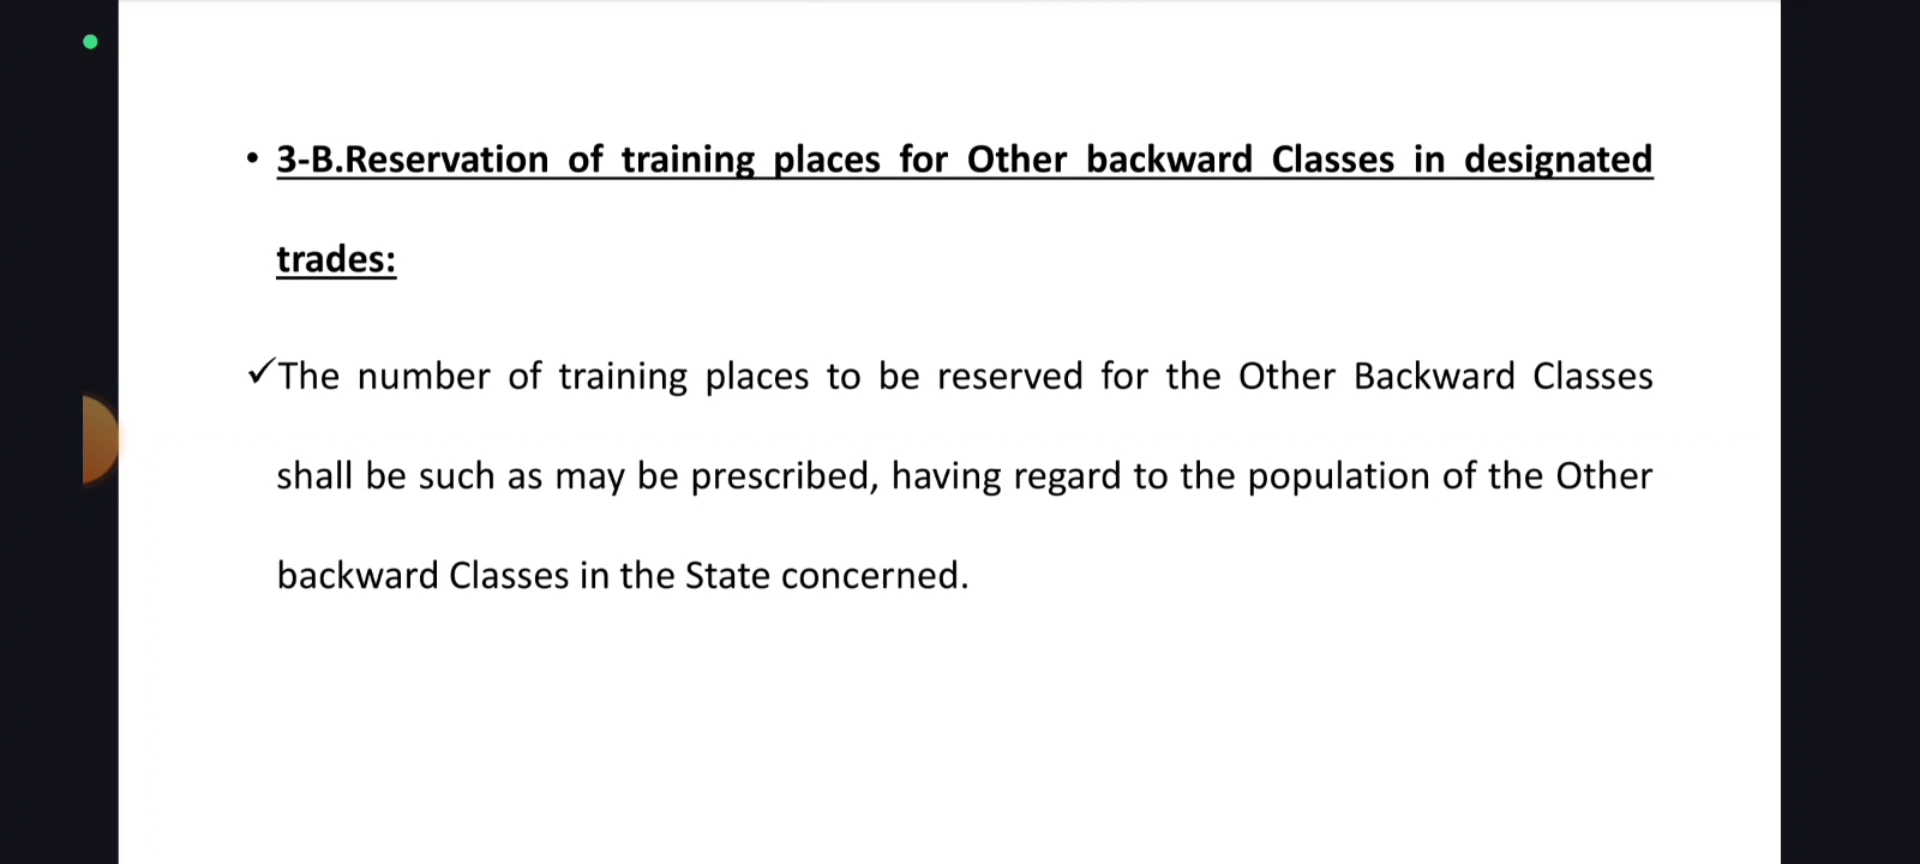 • 3-B.Reservation of training places for Other backward Classes in designated
trades:
✓The number of training places to be reserved for the Other Backward Classes
shall be such as may be prescribed, having regard to the population of the Other
backward Classes in the State concerned.